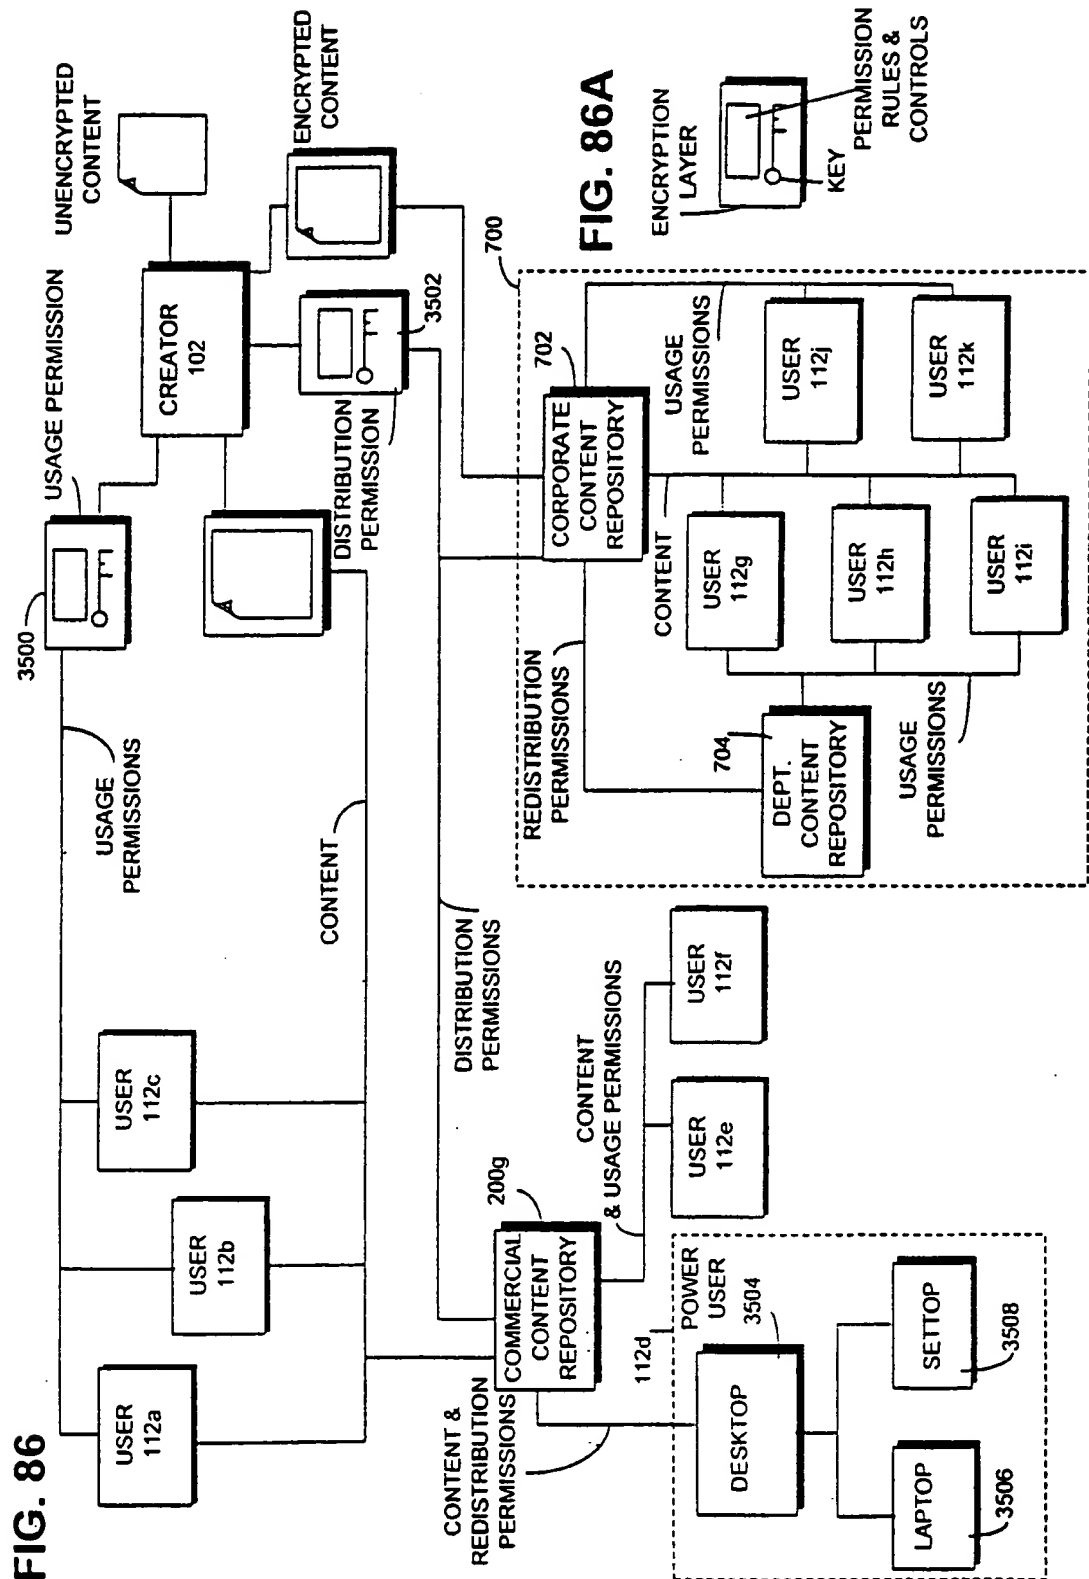 FIG. 86
UNENCRYPTED
CONTENT
USAGE PERMISSION
3500
CREATOR
102
ENCRYPTED
CONTENT
DISTRIBUTION
PERMISSION
3502
USAGE
PERMISSIONS
CONTENT
USER
112a
USER
112b
USER
112c
DISTRIBUTION
PERMISSIONS
COMMERCIAL
CONTENT
REPOSITORY
200g
CONTENT &
REDISTRIBUTION
PERMISSIONS
CONTENT
& USAGE PERMISSIONS
USER
112e
USER
112f
112d
POWER
USER
3504
DESKTOP
LAPTOP
3506
SETTOP
3508
700
CORPORATE
CONTENT
REPOSITORY
702
REDISTRIBUTION
PERMISSIONS
CONTENT
USAGE
PERMISSIONS
704
DEPT.
CONTENT
REPOSITORY
USER
112g
USER
112h
USER
112i
USER
112j
USER
112k
USAGE
PERMISSIONS
FIG. 86A
ENCRYPTION
LAYER
KEY
PERMISSION
RULES &
CONTROLS